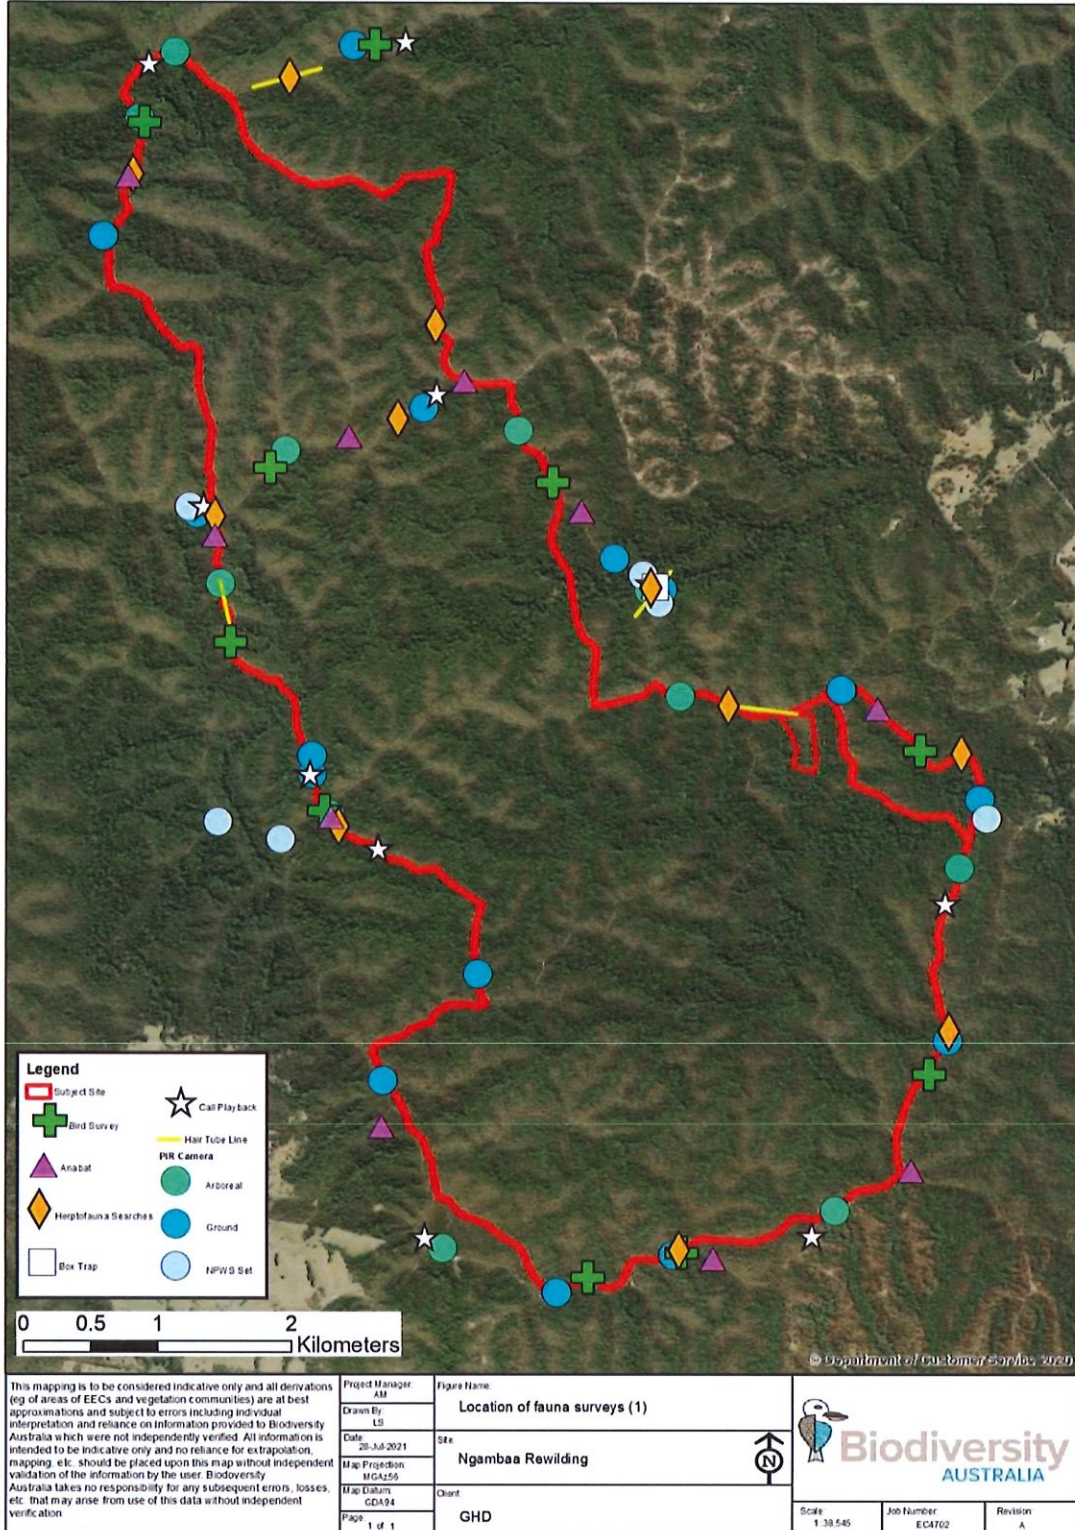 © Department of Customer Service 2020
Legend
Subject Site
Bird Survey
Anabat
Herptofauna Searches
Box Trap
Call Playback
Hair Tube Line
PIR Camera
Arboreal
Ground
NPWS Set
0 0.5 1 2
Kilometers
This mapping is to be considered indicative only and all derivations
(eg of areas of EECs and vegetation communities) are at best
approximations and subject to errors including individual
interpretation and reliance on information provided to Biodiversity
Australia which were not independently verified. All information is
intended to be indicative only and no reliance for extrapolation,
mapping, etc. should be placed upon this map without independent
validation of the information by the user. Biodoversity
Australia takes no responsibility for any subsequent errors, losses,
etc. that may arise from use of this data without independent
verification
Project Manager:
AM
Drawn By:
LS
Date:
28-Jul-2021
Map Projection
MGAz56
Map Datum:
GDA94
Page:
1 of 1
Figure Name:
Location of fauna surveys (1)
Site
Ngambaa Rewilding
N
Client
GHD
Biodiversity
AUSTRALIA
Scale
1:38,545
Job Number:
EC4702
Revision:
A